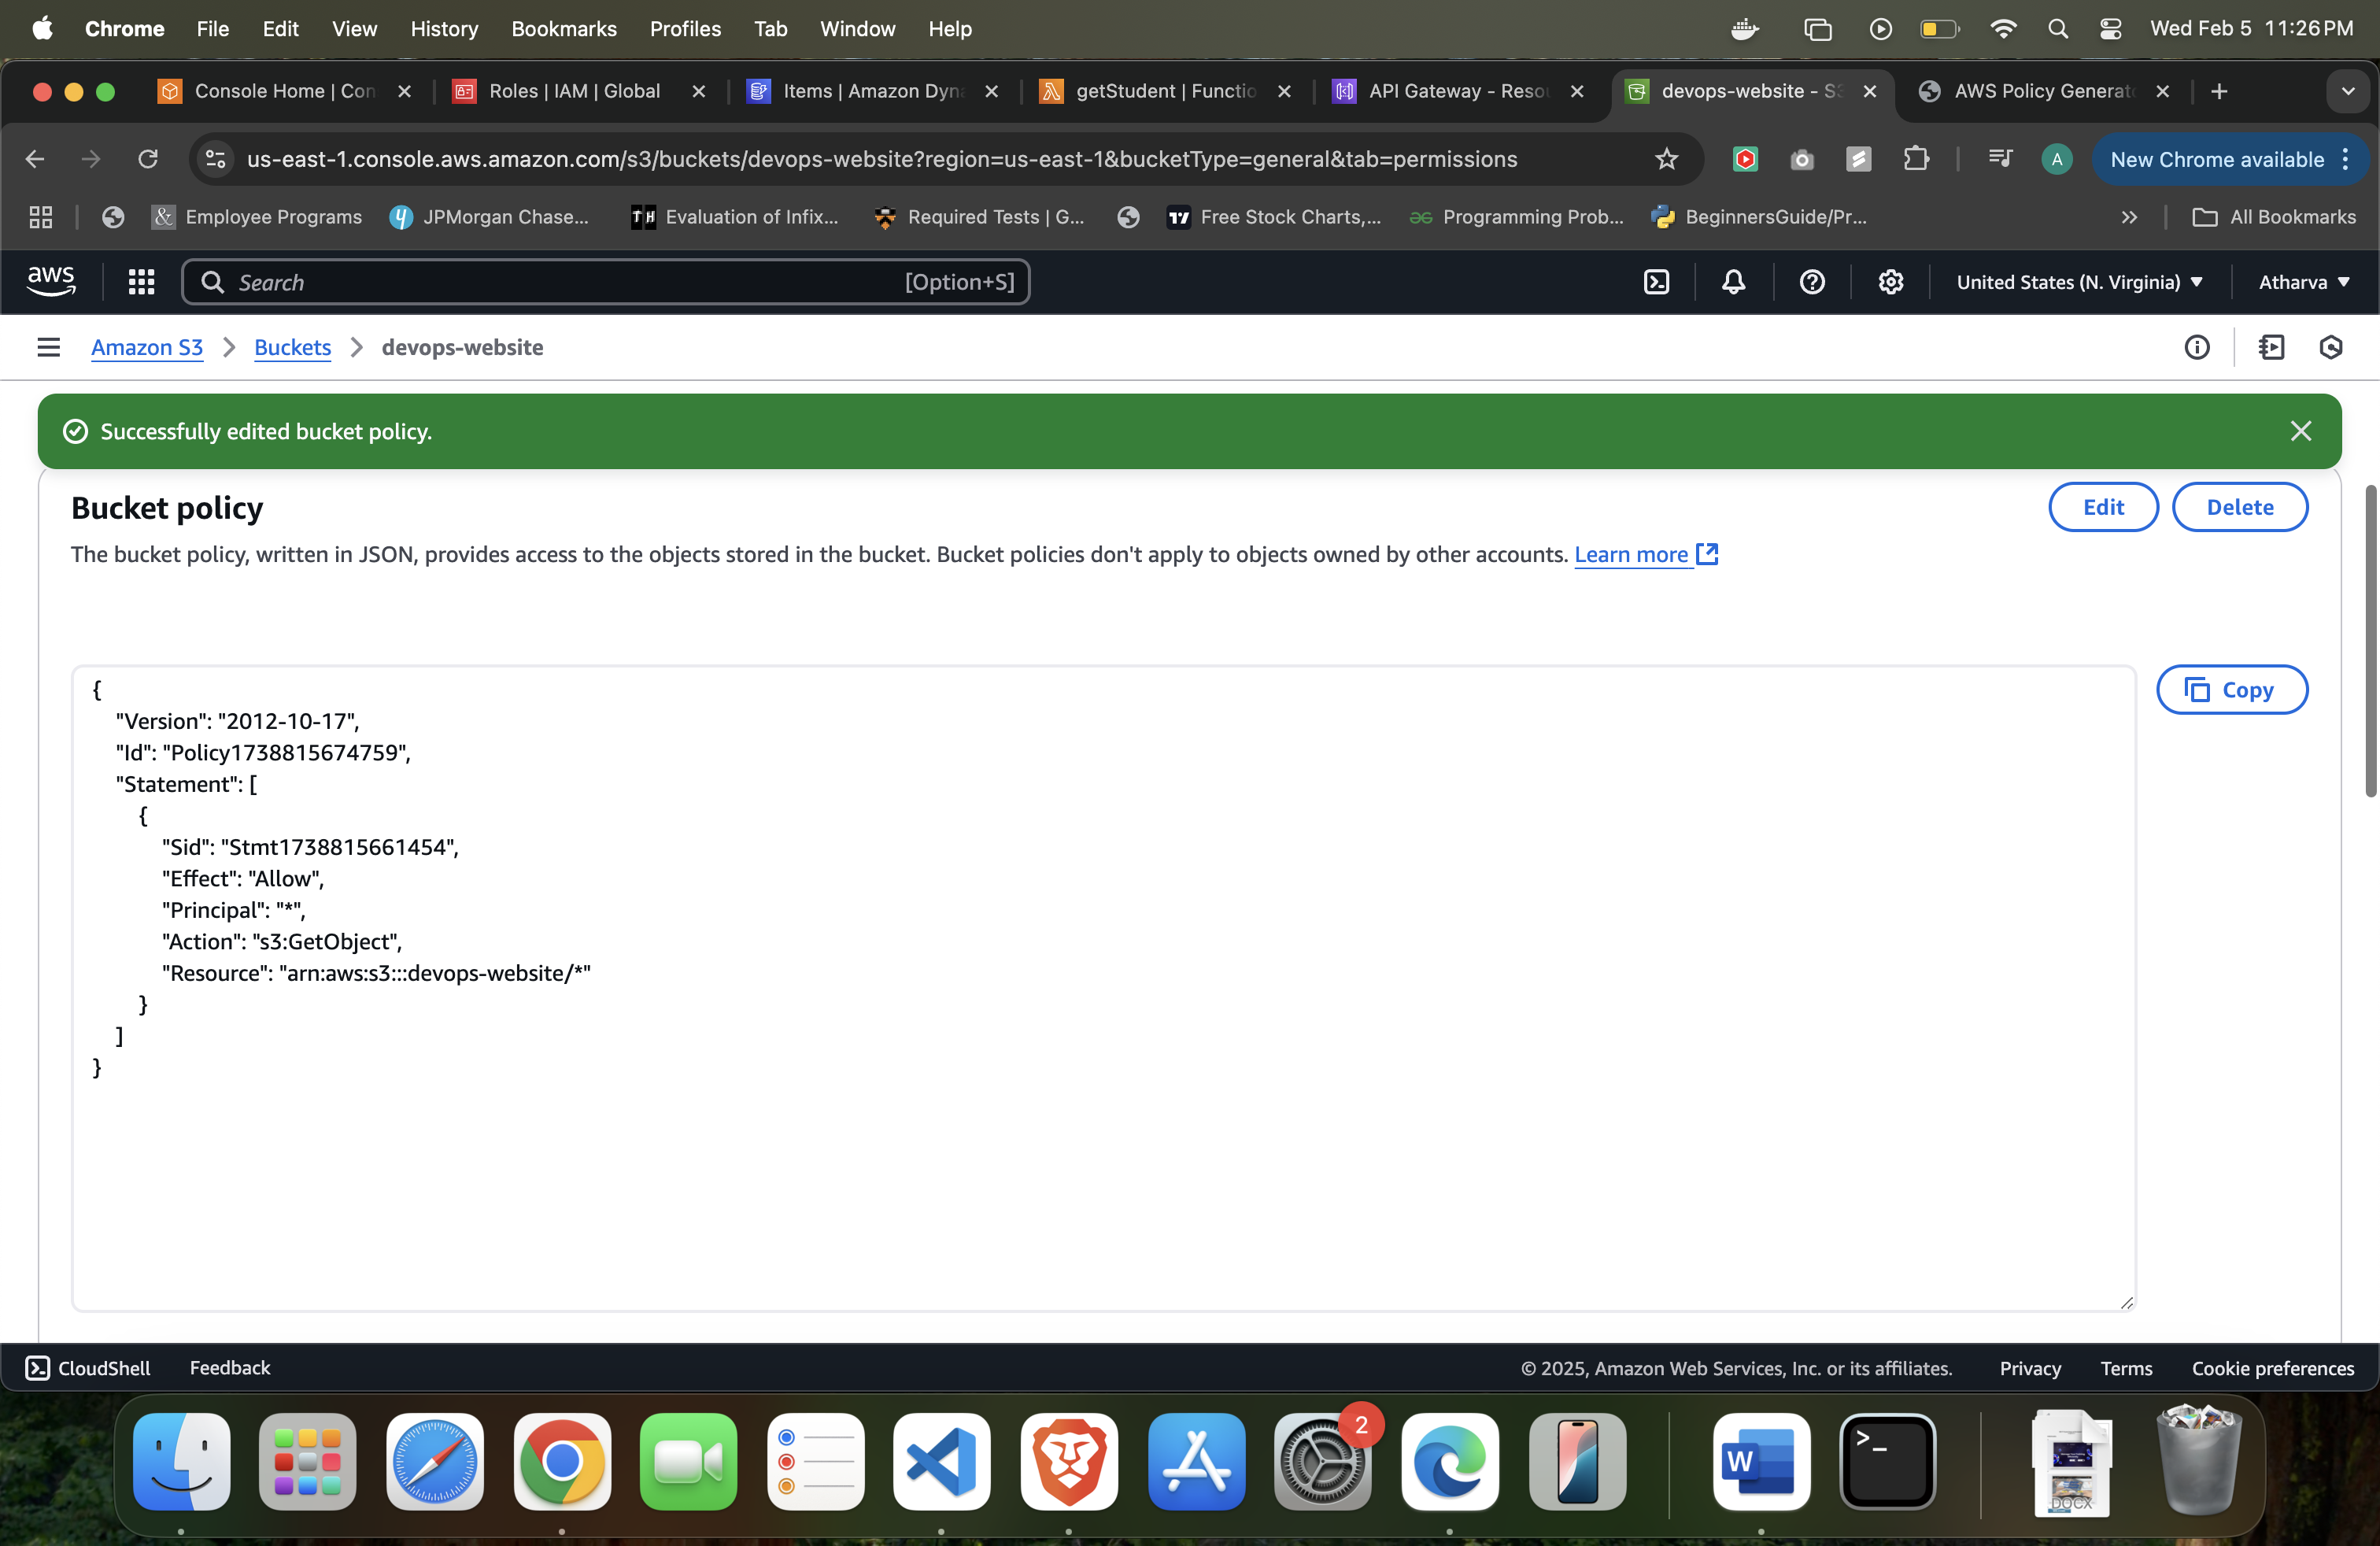 Chrome File Edit View History Bookmarks Profiles Tab Window Help Wed Feb 5 11:26 PM
Console Home | Con Roles | IAM | Global Items | Amazon Dyna getStudent | Functio API Gateway - Resou devops-website - S3 AWS Policy Generato
us-east-1.console.aws.amazon.com/s3/buckets/devops-website?region=us-east-1&bucketType=general&tab=permissions A New Chrome available
& Employee Programs JPMorgan Chase... TH Evaluation of Infix... Required Tests | G... Free Stock Charts,... Programming Prob... BeginnersGuide/Pr... » All Bookmarks
aws Search [Option+S] United States (N. Virginia) Atharva
Amazon S3 > Buckets > devops-website
Successfully edited bucket policy.
Bucket policy Edit Delete
The bucket policy, written in JSON, provides access to the objects stored in the bucket. Bucket policies don't apply to objects owned by other accounts. Learn more
Copy
{
"Version": "2012-10-17",
"Id": "Policy1738815674759",
"Statement": [
{
"Sid": "Stmt1738815661454",
"Effect": "Allow",
"Principal": "*",
"Action": "s3:GetObject",
"Resource": "arn:aws:s3:::devops-website/*"
}
]
}
CloudShell Feedback © 2025, Amazon Web Services, Inc. or its affiliates. Privacy Terms Cookie preferences
2
W
DOCX